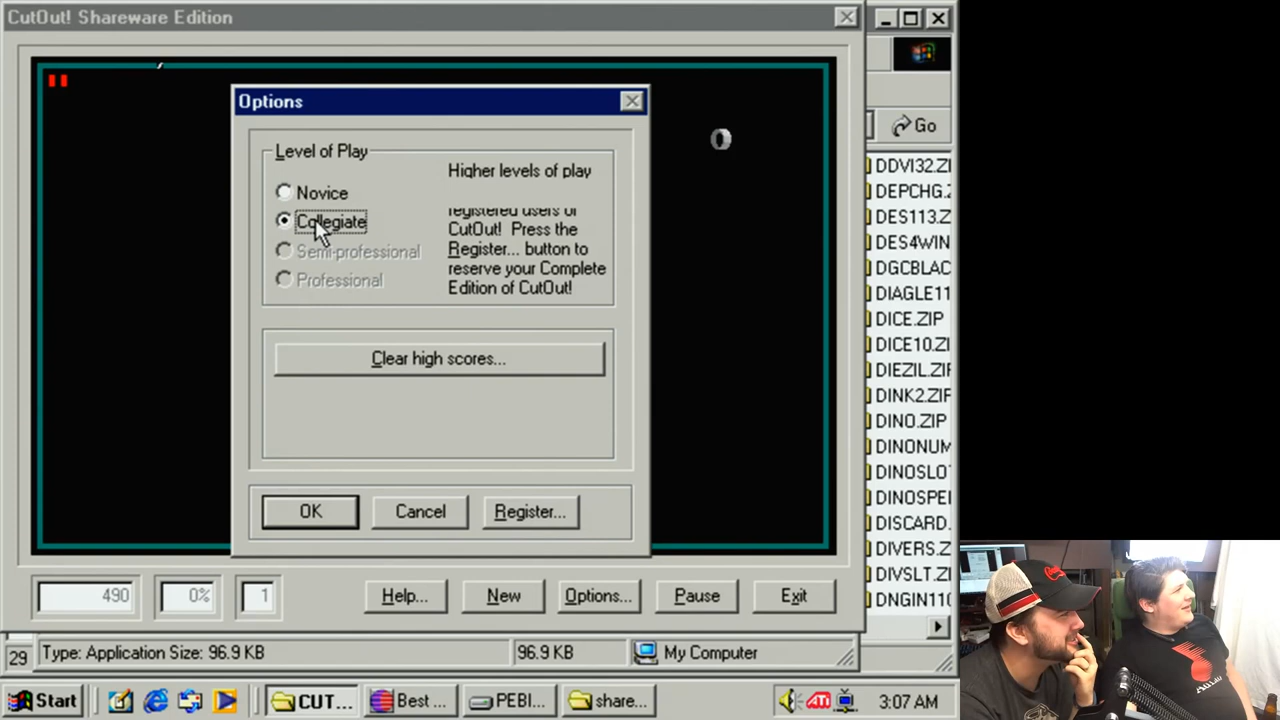 CutOut! Shareware Edition
Options
Level of Play
Novice
Collegiate
Semi-professional
Professional
Higher levels of play
registered users of
CutOut! Press the
Register... button to
reserve your Complete
Edition of CutOut!
Clear high scores...
OK
Cancel
Register...
490
0%
1
Help...
New
Options...
Pause
Exit
Go
DDVI32.ZI
DEPCHG.Z
DES113.Z
DES4WIN
DGCBLAC
DIAGLE11
DICE.ZIP
DICE10.ZI
DIEZIL.ZIP
DINK2.ZIP
DINO.ZIP
DINONUM
DINOSLO
DINOSPE
DISCARD.
DIVERS.Z
DIVSLT.ZI
DNGIN110
29
Type: Application Size: 96.9 KB
96.9 KB
My Computer
Start
CUT...
Best ...
PEBI...
share...
3:07 AM